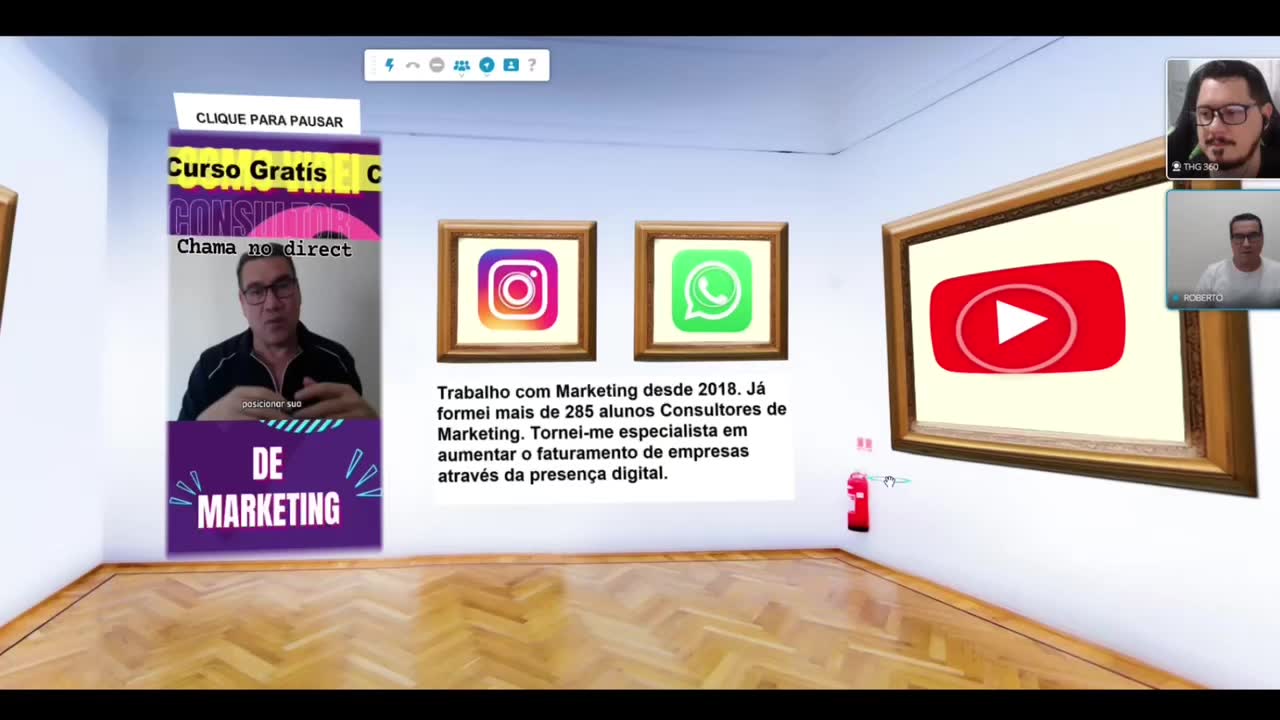 CLIQUE PARA PAUSAR
Curso Gratís C
COMO VIREI
CONSULTOR
Chama no direct
posicionar sua
DE
MARKETING
Trabalho com Marketing desde 2018. Já
formei mais de 285 alunos Consultores de
Marketing. Tornei-me especialista em
aumentar o faturamento de empresas
através da presença digital.
?
THG 360
ROBERTO